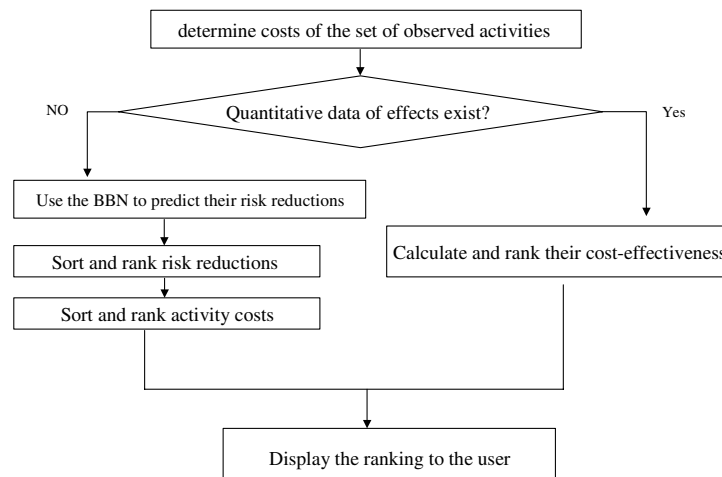 determine costs of the set of observed activities
NO
Quantitative data of effects exist?
Yes
Use the BBN to predict their risk reductions
Sort and rank risk reductions
Calculate and rank their cost-effectiveness
Sort and rank activity costs
Display the ranking to the user